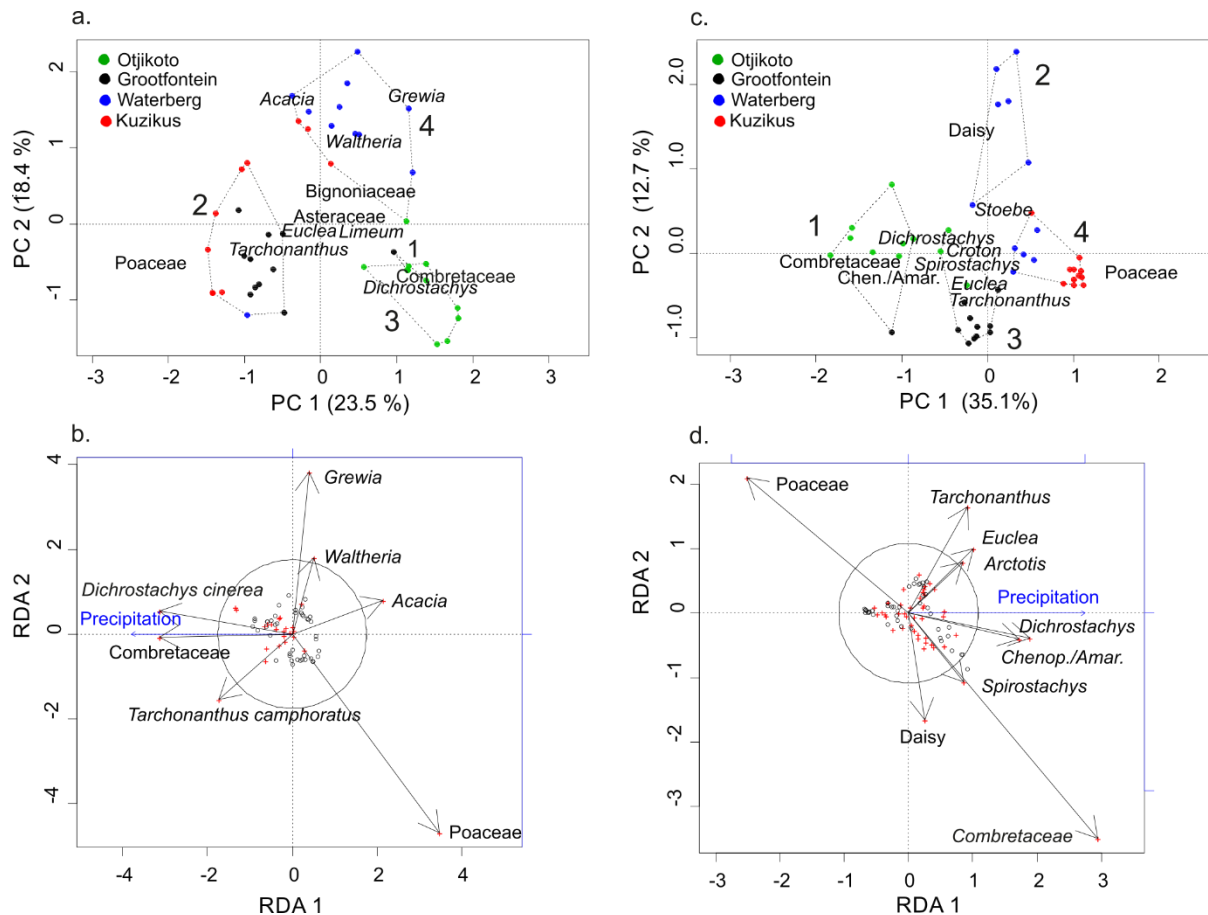 a.
Otjikoto
Grootfontein
Waterberg
Kuzikus
Acacia
Grewia
4
Waltheria
Bignoniaceae
2
Asteraceae
Euclea Limeum
Tarchonanthus
1
Poaceae
Combretaceae
Dichrostachys
3
2
1
0
-1
PC 2 (18.4 %)
-3 -2 -1 0 1 2 3
PC 1 (23.5 %)
c.
Otjikoto
Grootfontein
Waterberg
Kuzikus
2
Daisy
Stoebe
1
4
Dichrostachys
Croton
Combretaceae
Spirostachys
Poaceae
Chen./Amar.
Euclea
Tarchonanthus
3
2.0
1.0
0.0
-1.0
PC 2 (12.7 %)
-3 -2 -1 0 1 2
PC 1 (35.1%)
b.
Grewia
Waltheria
Dichrostachys cinerea
Acacia
Precipitation
Combretaceae
Tarchonanthus camphoratus
Poaceae
4
2
0
-2
-4
RDA 2
-4 -2 0 2 4
RDA 1
d.
Poaceae
Tarchonanthus
Euclea
Arctotis
Precipitation
Dichrostachys
Chenop./Amar.
Spirostachys
Daisy
Combretaceae
2
1
0
-1
-2
-3
RDA 2
-3 -2 -1 0 1 2 3
RDA 1